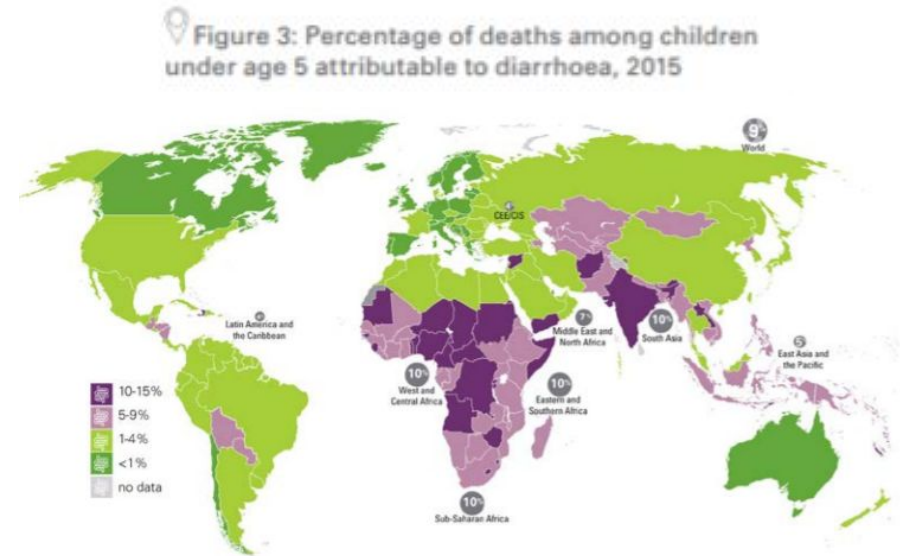 Figure 3: Percentage of deaths among children
under age 5 attributable to diarrhoea, 2015
9%
World
CEE/CIS
Latin America and
the Caribbean
7%
Middle East and
North Africa
10%
South Asia
5
East Asia and
the Pacific
10%
West and
Central Africa
10%
Eastern and
Southern Africa
10%
Sub-Saharan Africa
10-15%
5-9%
1-4%
<1%
no data